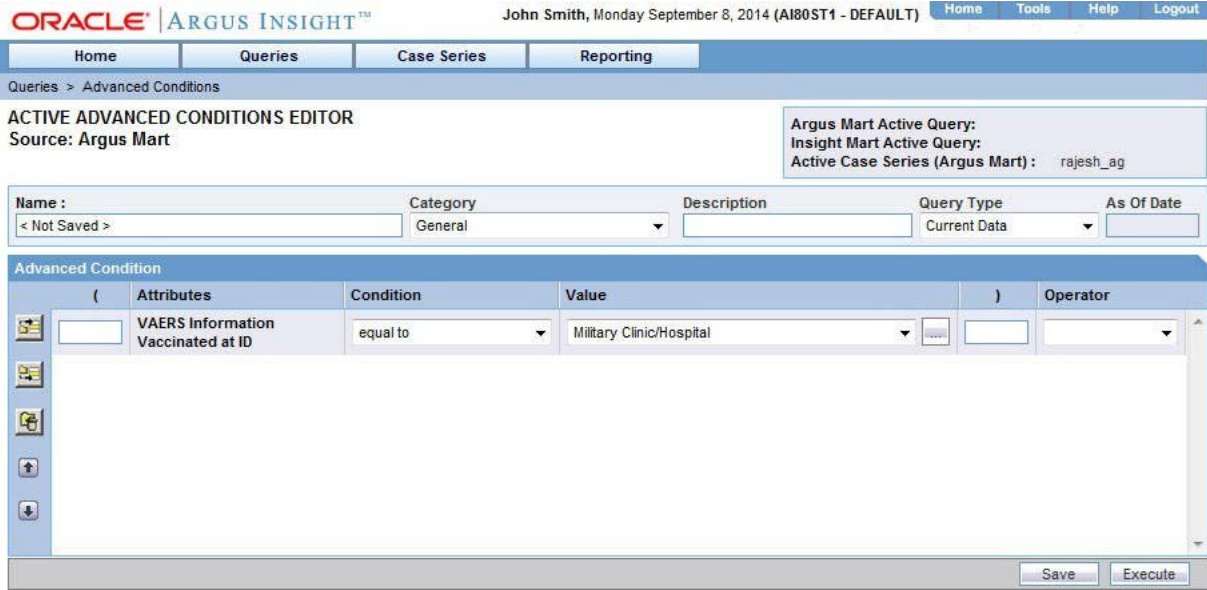 ORACLE® ARGUS INSIGHT™
John Smith, Monday September 8, 2014 (AI80ST1 - DEFAULT)
Home Tools Help Logout
Home Queries Case Series Reporting
Queries > Advanced Conditions
ACTIVE ADVANCED CONDITIONS EDITOR
Source: Argus Mart
Argus Mart Active Query:
Insight Mart Active Query:
Active Case Series (Argus Mart) : rajesh_ag
Name : Category Description Query Type As Of Date
< Not Saved > General Current Data
Advanced Condition
( Attributes Condition Value ) Operator
VAERS Information
Vaccinated at ID
equal to Military Clinic/Hospital ...
Save Execute